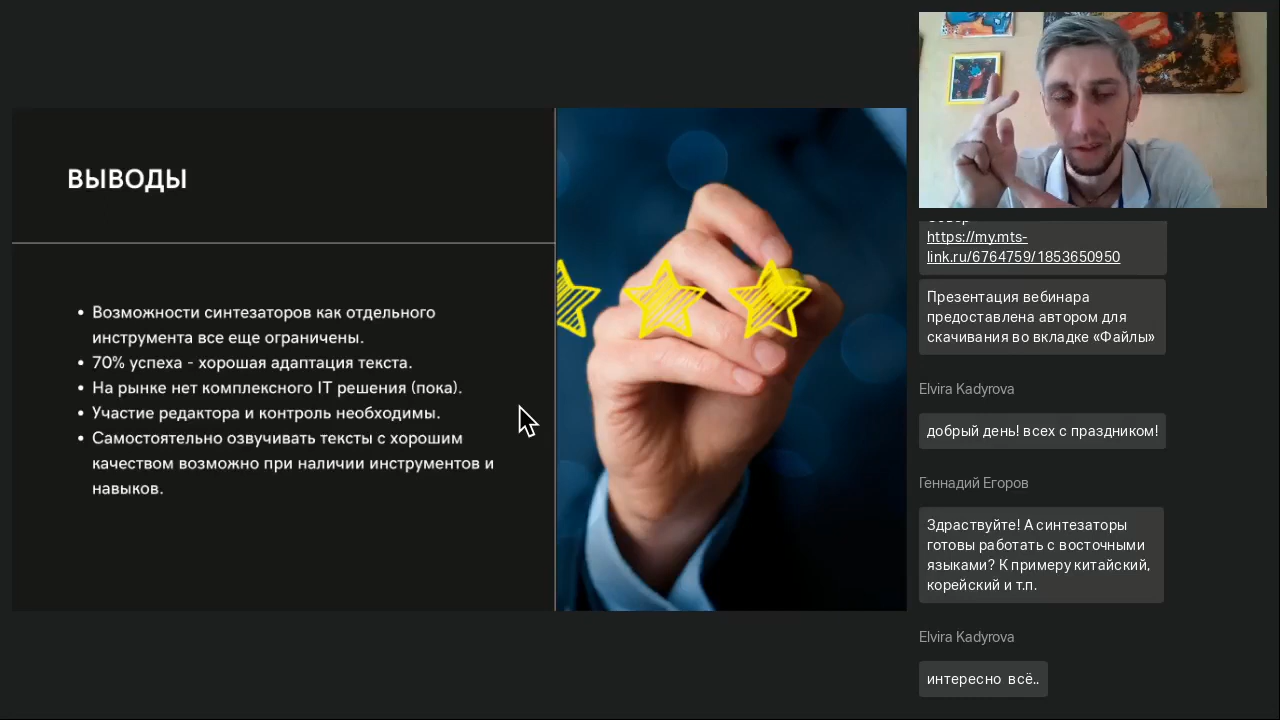 ВЫВОДЫ
• Возможности синтезаторов как отдельного
инструмента все еще ограничены.
• 70% успеха - хорошая адаптация текста.
• На рынке нет комплексного IT решения (пока).
• Участие редактора и контроль необходимы.
• Самостоятельно озвучивать тексты с хорошим
качеством возможно при наличии инструментов и
навыков.
https://my.mts-
link.ru/6764759/1853650950
Презентация вебинара
предоставлена автором для
скачивания во вкладке «Файлы»
Elvira Kadyrova
добрый день! всех с праздником!
Геннадий Егоров
Здраствуйте! А синтезаторы
готовы работать с восточными
языками? К примеру китайский,
корейский и т.п.
Elvira Kadyrova
интересно всё..